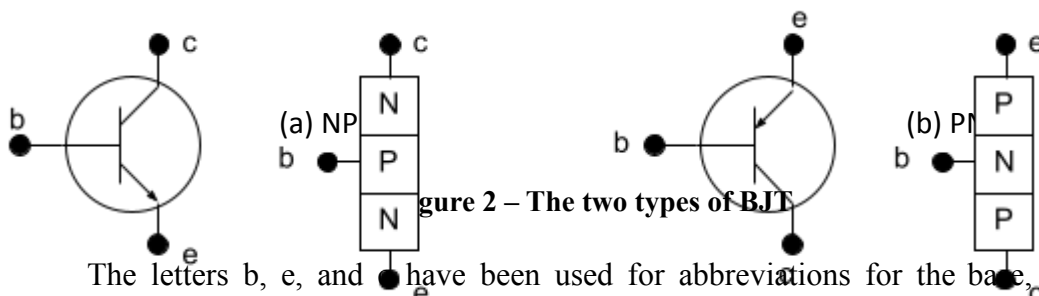 e
c c e
N P
b (a) NP (b) PN
b P b b N
gure 2 – The two types of BJT
N P
e
The letters b, e, and have been used for abbreviations for the base,
e